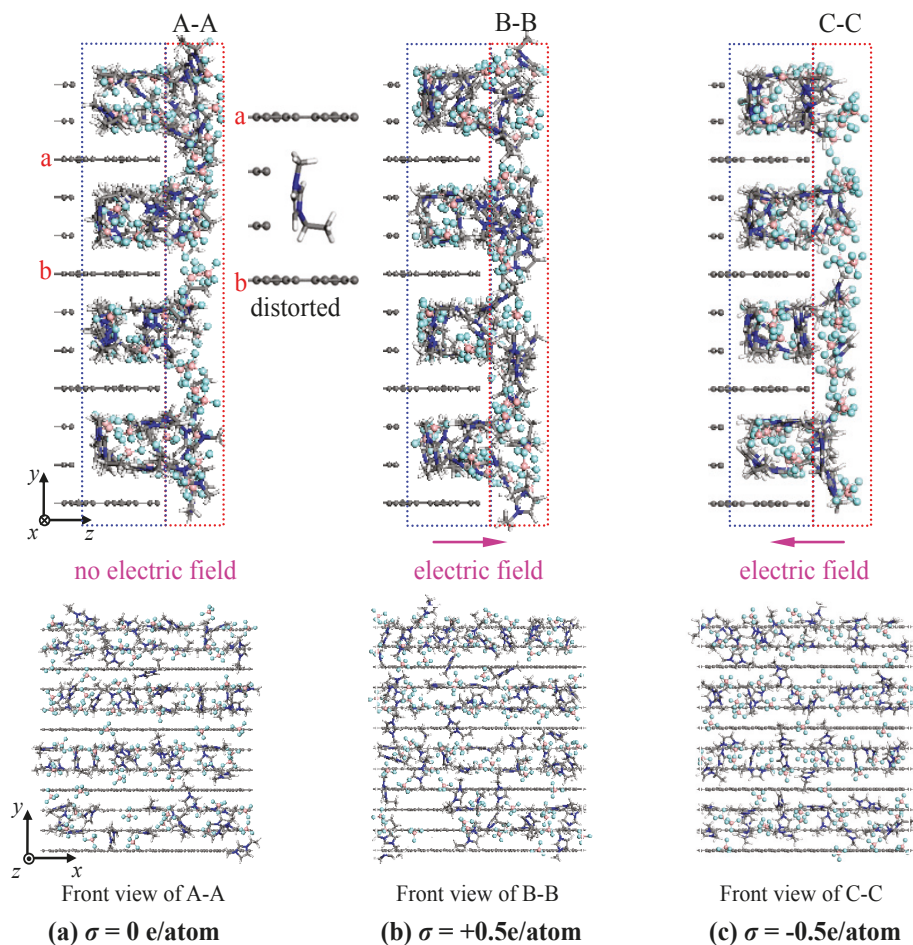 A-A
B-B
C-C
a
a
b
b
distorted
y
x
z
no electric field
electric field
electric field
y
z
x
Front view of A-A
Front view of B-B
Front view of C-C
(a) σ = 0 e/atom
(b) σ = +0.5e/atom
(c) σ = -0.5e/atom